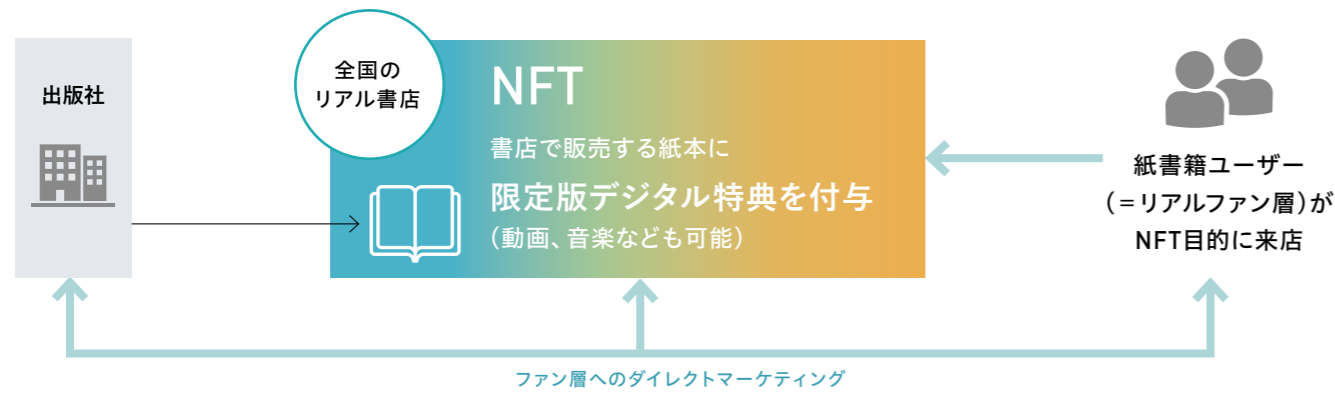 出版社
全国の
リアル書店
NFT
書店で販売する紙本に
限定版デジタル特典を付与
（動画、音楽なども可能）
紙書籍ユーザー
（＝リアルファン層）が
NFT目的に来店
ファン層へのダイレクトマーケティング